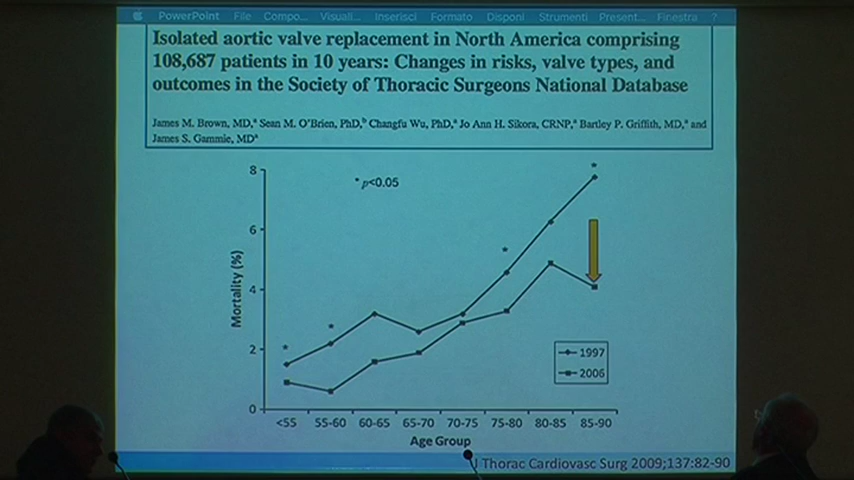 PowerPoint File Compo... Visuali... Inserisci Formato Disponi Strumenti Present... Finestra ?
Isolated aortic valve replacement in North America comprising
108,687 patients in 10 years: Changes in risks, valve types, and
outcomes in the Society of Thoracic Surgeons National Database
James M. Brown, MD,ᵃ Sean M. O'Brien, PhD,ᵇ Changfu Wu, PhD,ᵃ Jo Ann H. Sikora, CRNP,ᵃ Bartley P. Griffith, MD,ᵃ and
James S. Gammie, MDᵃ
8
*
* p<0.05
6
*
Mortality (%)
4
*
*
2
1997
2006
0
<55 55-60 60-65 65-70 70-75 75-80 80-85 85-90
Age Group
J Thorac Cardiovasc Surg 2009;137:82-90